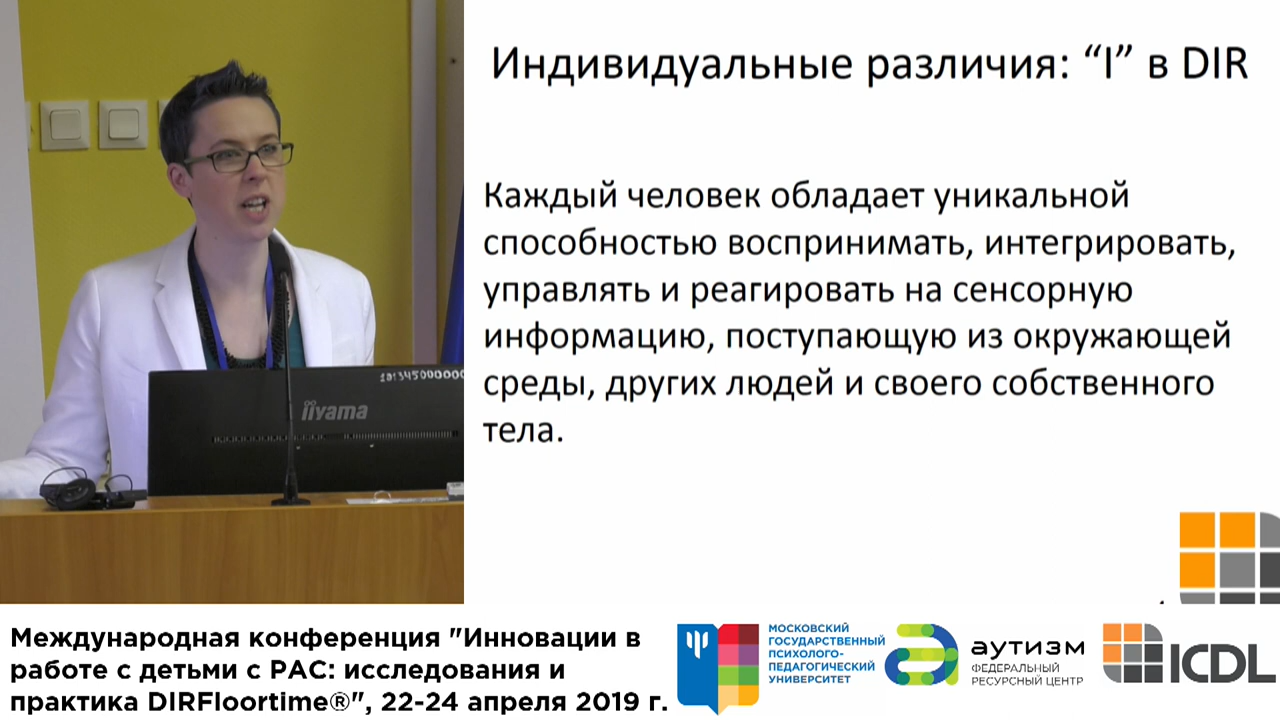 Индивидуальные различия: “I” в DIR
Каждый человек обладает уникальной
способностью воспринимать, интегрировать,
управлять и реагировать на сенсорную
информацию, поступающую из окружающей
среды, других людей и своего собственного
тела.
iiyama
Международная конференция "Инновации в
работе с детьми с РАС: исследования и
практика DIRFloortime®", 22-24 апреля 2019 г.
МОСКОВСКИЙ
ГОСУДАРСТВЕННЫЙ
ПСИХОЛОГО-
ПЕДАГОГИЧЕСКИЙ
УНИВЕРСИТЕТ
аутизм
ФЕДЕРАЛЬНЫЙ
РЕСУРСНЫЙ ЦЕНТР
ICDL